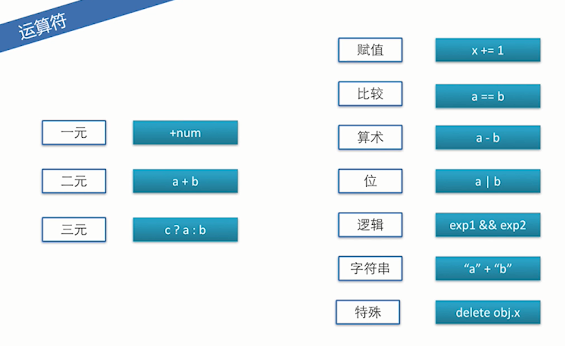 运算符
一元 +num
二元 a + b
三元 c ? a : b
赋值 x += 1
比较 a == b
算术 a - b
位 a | b
逻辑 exp1 && exp2
字符串 “a” + “b”
特殊 delete obj.x